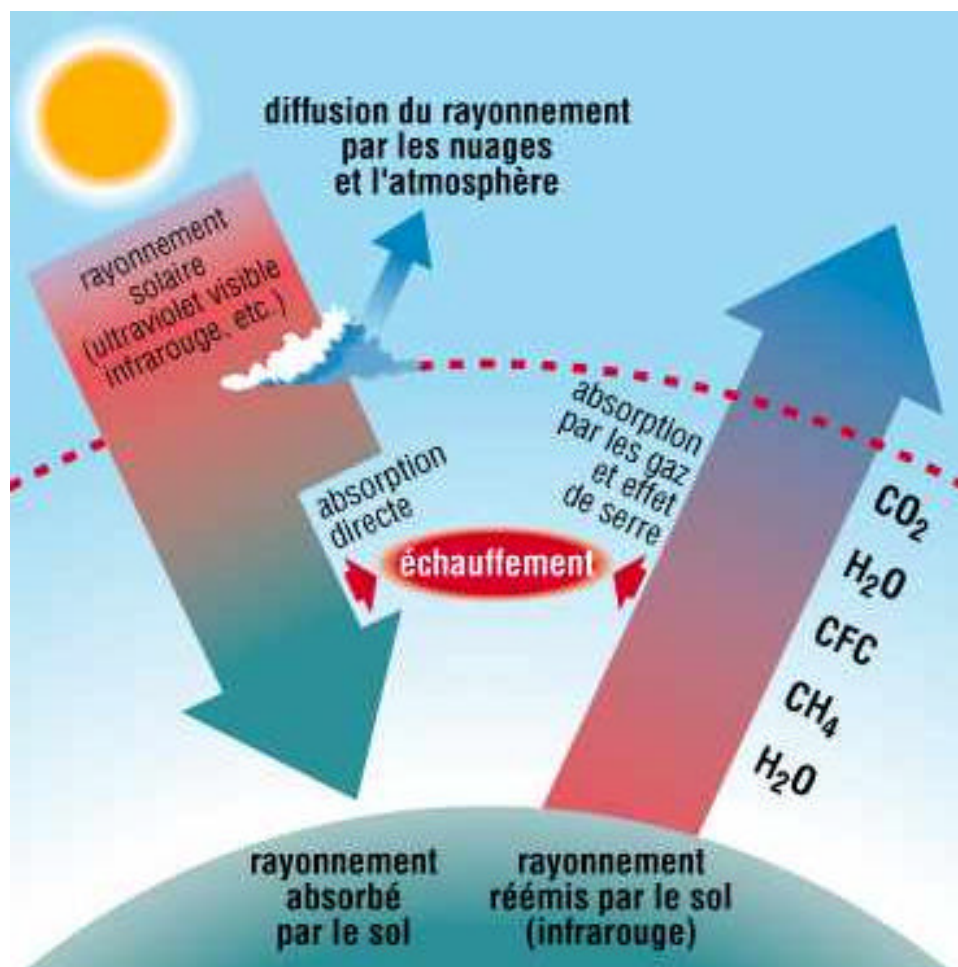 diffusion du rayonnement
par les nuages
et l'atmosphère
rayonnement
solaire
(ultraviolet visible
infrarouge, etc.)
absorption
directe
échauffement
absorption
par les gaz
et effet
de serre
CO₂
H₂O
CFC
CH₄
H₂O
rayonnement
absorbé
par le sol
rayonnement
réémis par le sol
(infrarouge)